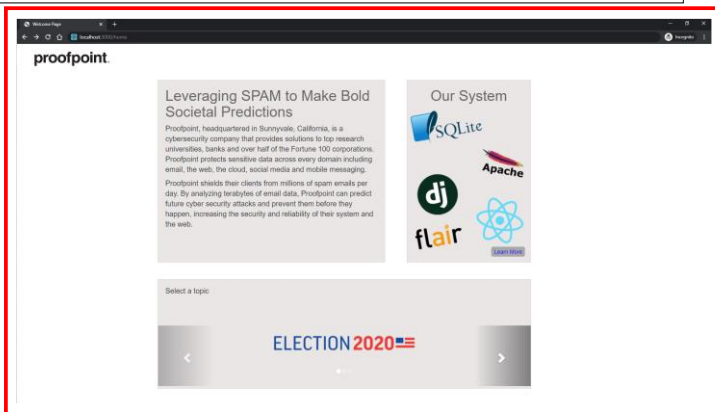 Welcome Page
localhost:3000/home
Incognito
proofpoint.
Leveraging SPAM to Make Bold
Societal Predictions
Proofpoint, headquartered in Sunnyvale, California, is a
cybersecurity company that provides solutions to top research
universities, banks and over half of the Fortune 100 corporations.
Proofpoint protects sensitive data across every domain including
email, the web, the cloud, social media and mobile messaging.
Proofpoint shields their clients from millions of spam emails per
day. By analyzing terabytes of email data, Proofpoint can predict
future cyber security attacks and prevent them before they
happen, increasing the security and reliability of their system and
the web.
Our System
SQLite
Apache
dj
flair
Learn More
Select a topic
ELECTION 2020